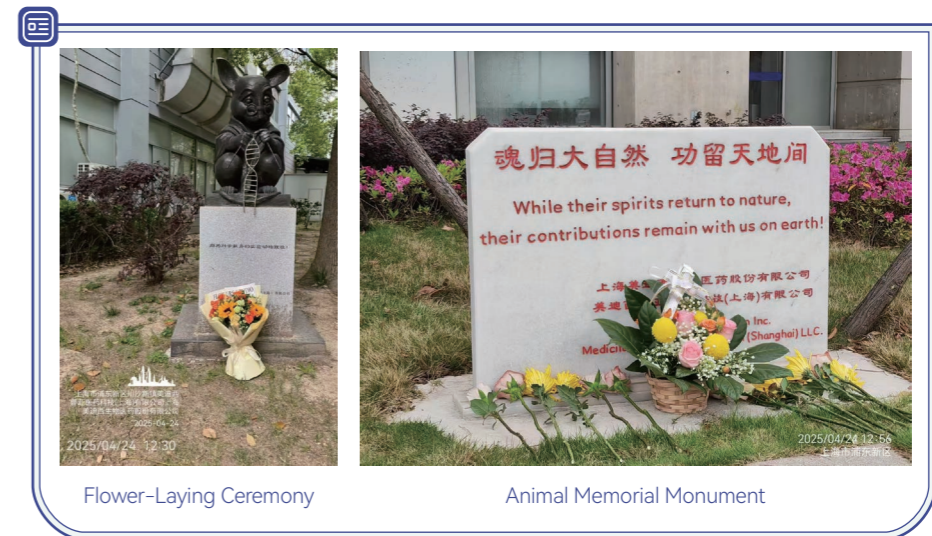 魂归大自然 功留天地间
While their spirits return to nature,
their contributions remain with us on earth!
上海美 医药股份有限公司
英 (上海)有限公司
Inc.
(Shanghai) LLC.
2025-04-24
2025/04/24 12:30
2025/04/24 12:56
上海市浦东新区
Flower-Laying Ceremony
Animal Memorial Monument